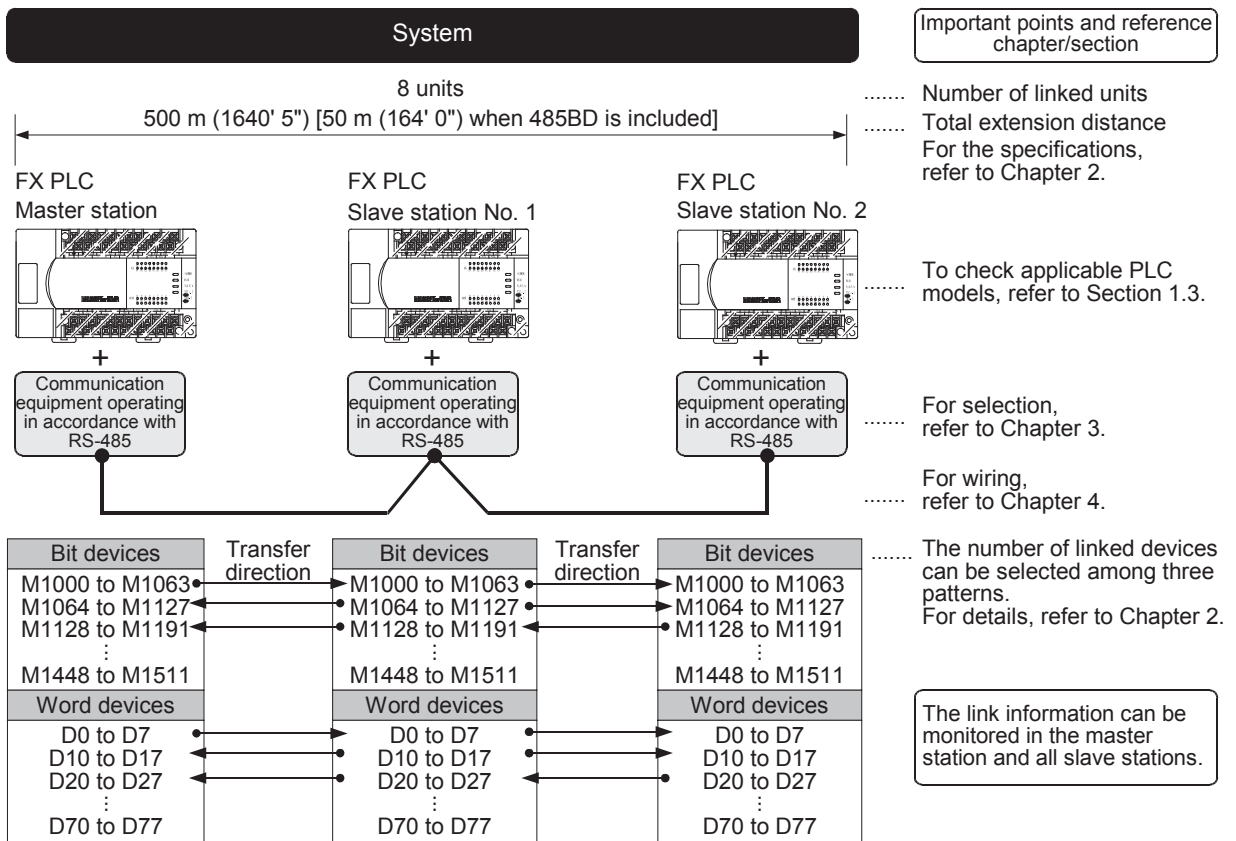 System
Important points and reference
chapter/section
8 units
500 m (1640' 5") [50 m (164' 0") when 485BD is included]
....... Number of linked units
....... Total extension distance
For the specifications,
refer to Chapter 2.
FX PLC
Master station
FX PLC
Slave station No. 1
FX PLC
Slave station No. 2
....... To check applicable PLC
models, refer to Section 1.3.
+
+
+
Communication
equipment operating
in accordance with
RS-485
Communication
equipment operating
in accordance with
RS-485
Communication
equipment operating
in accordance with
RS-485
For selection,
....... refer to Chapter 3.
For wiring,
....... refer to Chapter 4.
Bit devices
M1000 to M1063
M1064 to M1127
M1128 to M1191
⋮
M1448 to M1511
Word devices
D0 to D7
D10 to D17
D20 to D27
⋮
D70 to D77
Transfer
direction
Bit devices
M1000 to M1063
M1064 to M1127
M1128 to M1191
⋮
M1448 to M1511
Word devices
D0 to D7
D10 to D17
D20 to D27
⋮
D70 to D77
Transfer
direction
Bit devices
M1000 to M1063
M1064 to M1127
M1128 to M1191
⋮
M1448 to M1511
Word devices
D0 to D7
D10 to D17
D20 to D27
⋮
D70 to D77
....... The number of linked devices
can be selected among three
patterns.
For details, refer to Chapter 2.
The link information can be
monitored in the master
station and all slave stations.